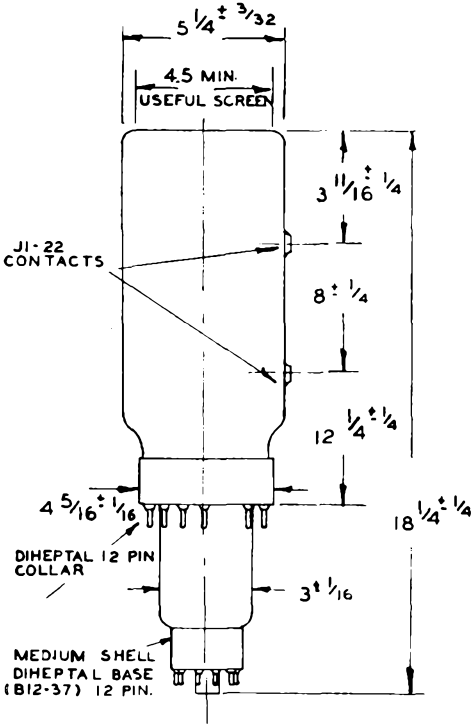 5 1/4 ± 3/32
4.5 MIN.
USEFUL SCREEN
3 11/16 ± 1/4
J1-22
CONTACTS
8 ± 1/4
12 1/4 ± 1/4
4 5/16 ± 1/16
18 1/4 ± 1/4
DIHEPTAL 12 PIN
COLLAR
3 ± 1/16
MEDIUM SHELL
DIHEPTAL BASE
(B12-37) 12 PIN.